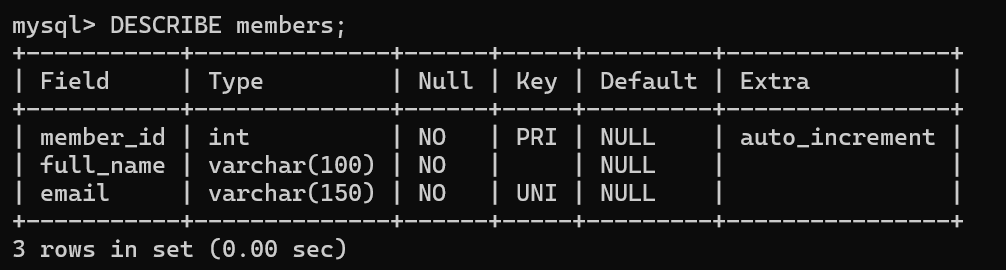 mysql> DESCRIBE members;
+-----------+--------------+------+-----+---------+----------------+
| Field     | Type         | Null | Key | Default | Extra          |
+-----------+--------------+------+-----+---------+----------------+
| member_id | int          | NO   | PRI | NULL    | auto_increment |
| full_name | varchar(100) | NO   |     | NULL    |                |
| email     | varchar(150) | NO   | UNI | NULL    |                |
+-----------+--------------+------+-----+---------+----------------+
3 rows in set (0.00 sec)